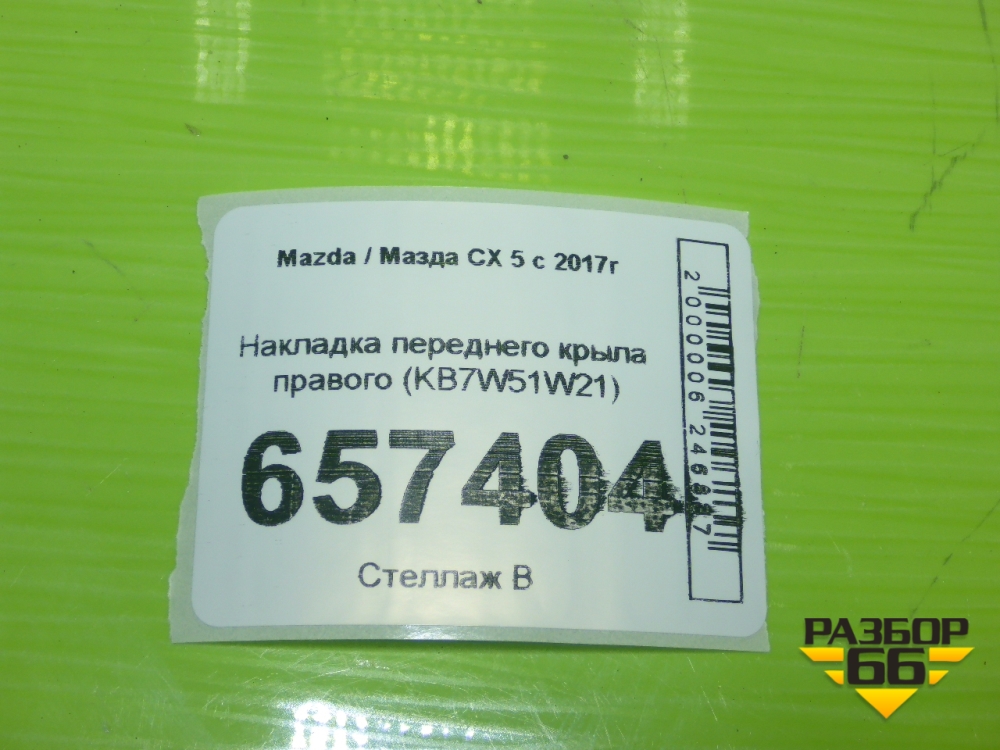 Mazda / Мазда CX 5 с 2017г
Накладка переднего крыла
правого (KB7W51W21)
657404
Стеллаж В
РАЗБОР
66